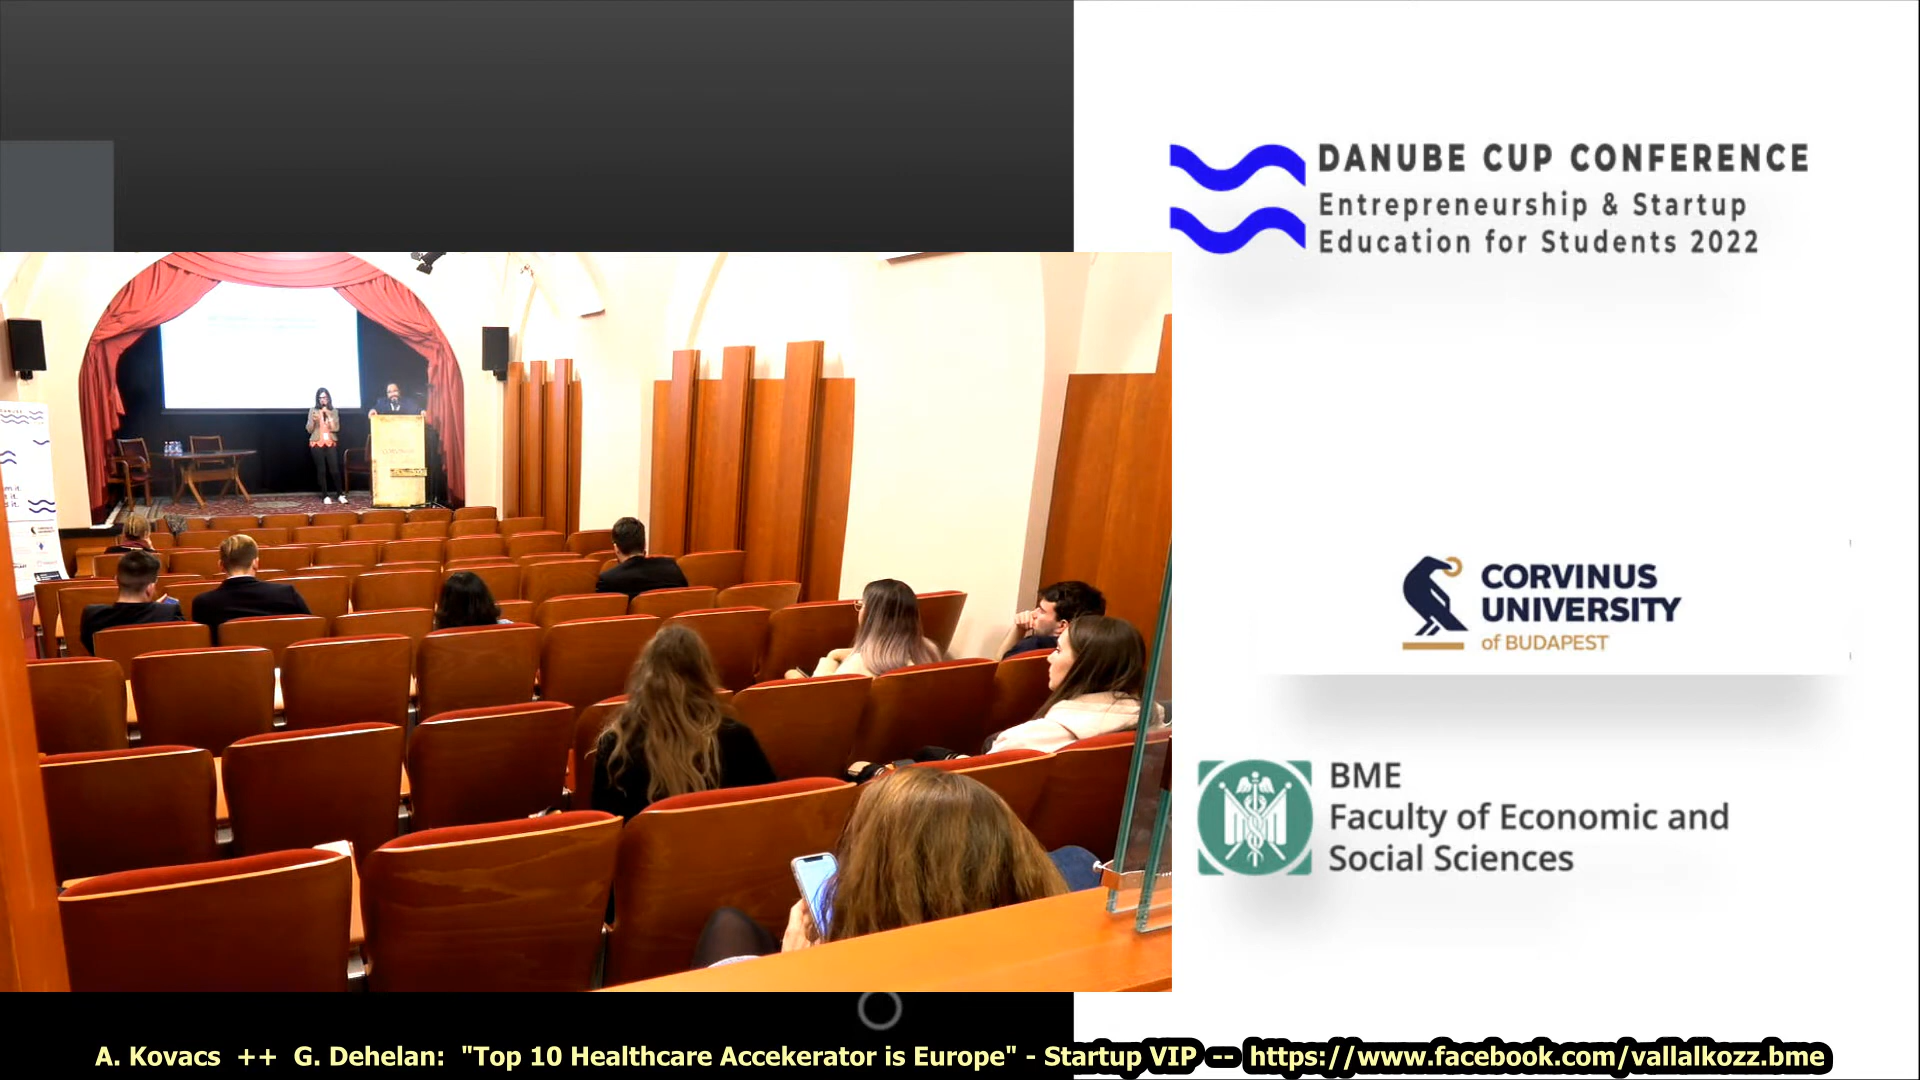 DANUBE CUP CONFERENCE
Entrepreneurship & Startup
Education for Students 2022
CORVINUS
UNIVERSITY
of BUDAPEST
BME
Faculty of Economic and
Social Sciences
A. Kovacs ++ G. Dehelan: "Top 10 Healthcare Accekerator is Europe" - Startup VIP -- https://www.facebook.com/vallalkozz.bme